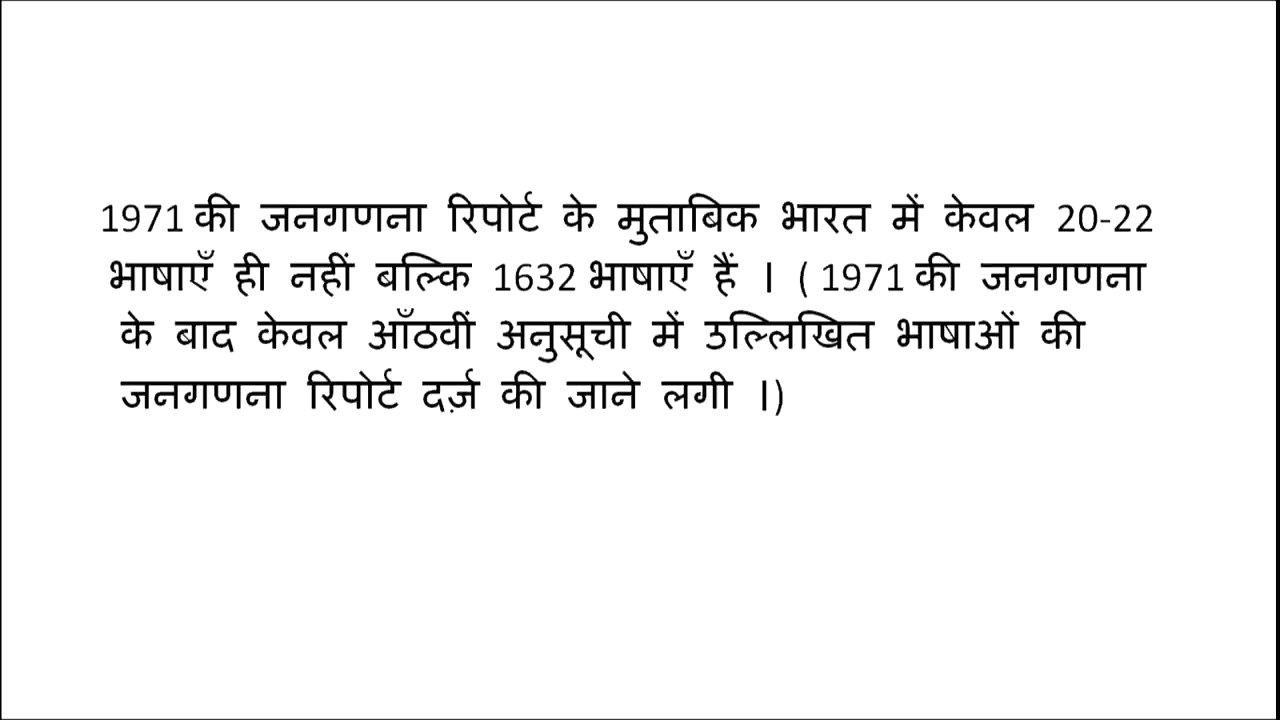 1971 की जनगणना रिपोर्ट के मुताबिक भारत में केवल 20-22
भाषाएँ ही नहीं बल्कि 1632 भाषाएँ हैं । ( 1971 की जनगणना
के बाद केवल आँठवीं अनुसूची में उल्लिखित भाषाओं की
जनगणना रिपोर्ट दर्ज़ की जाने लगी ।)